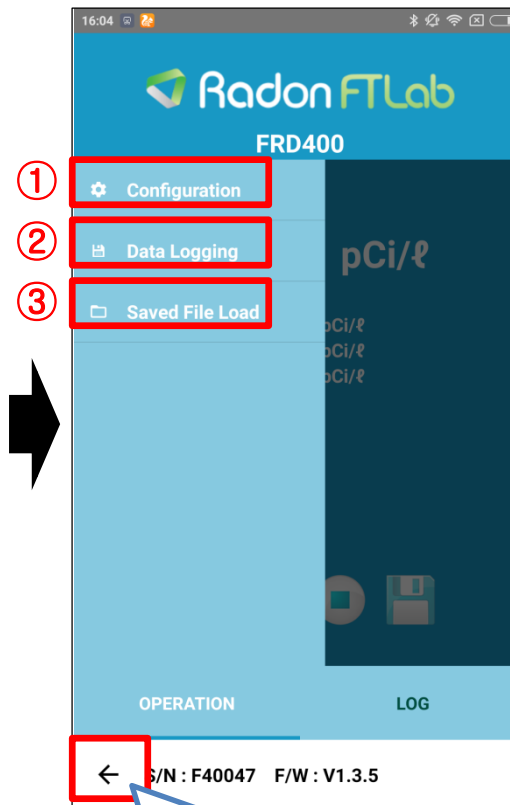 16:04
Radon FTLab
FRD400
① Configuration
② Data Logging
③ Saved File Load
pCi/ℓ
pCi/ℓ
pCi/ℓ
pCi/ℓ
OPERATION LOG
S/N : F40047 F/W : V1.3.5